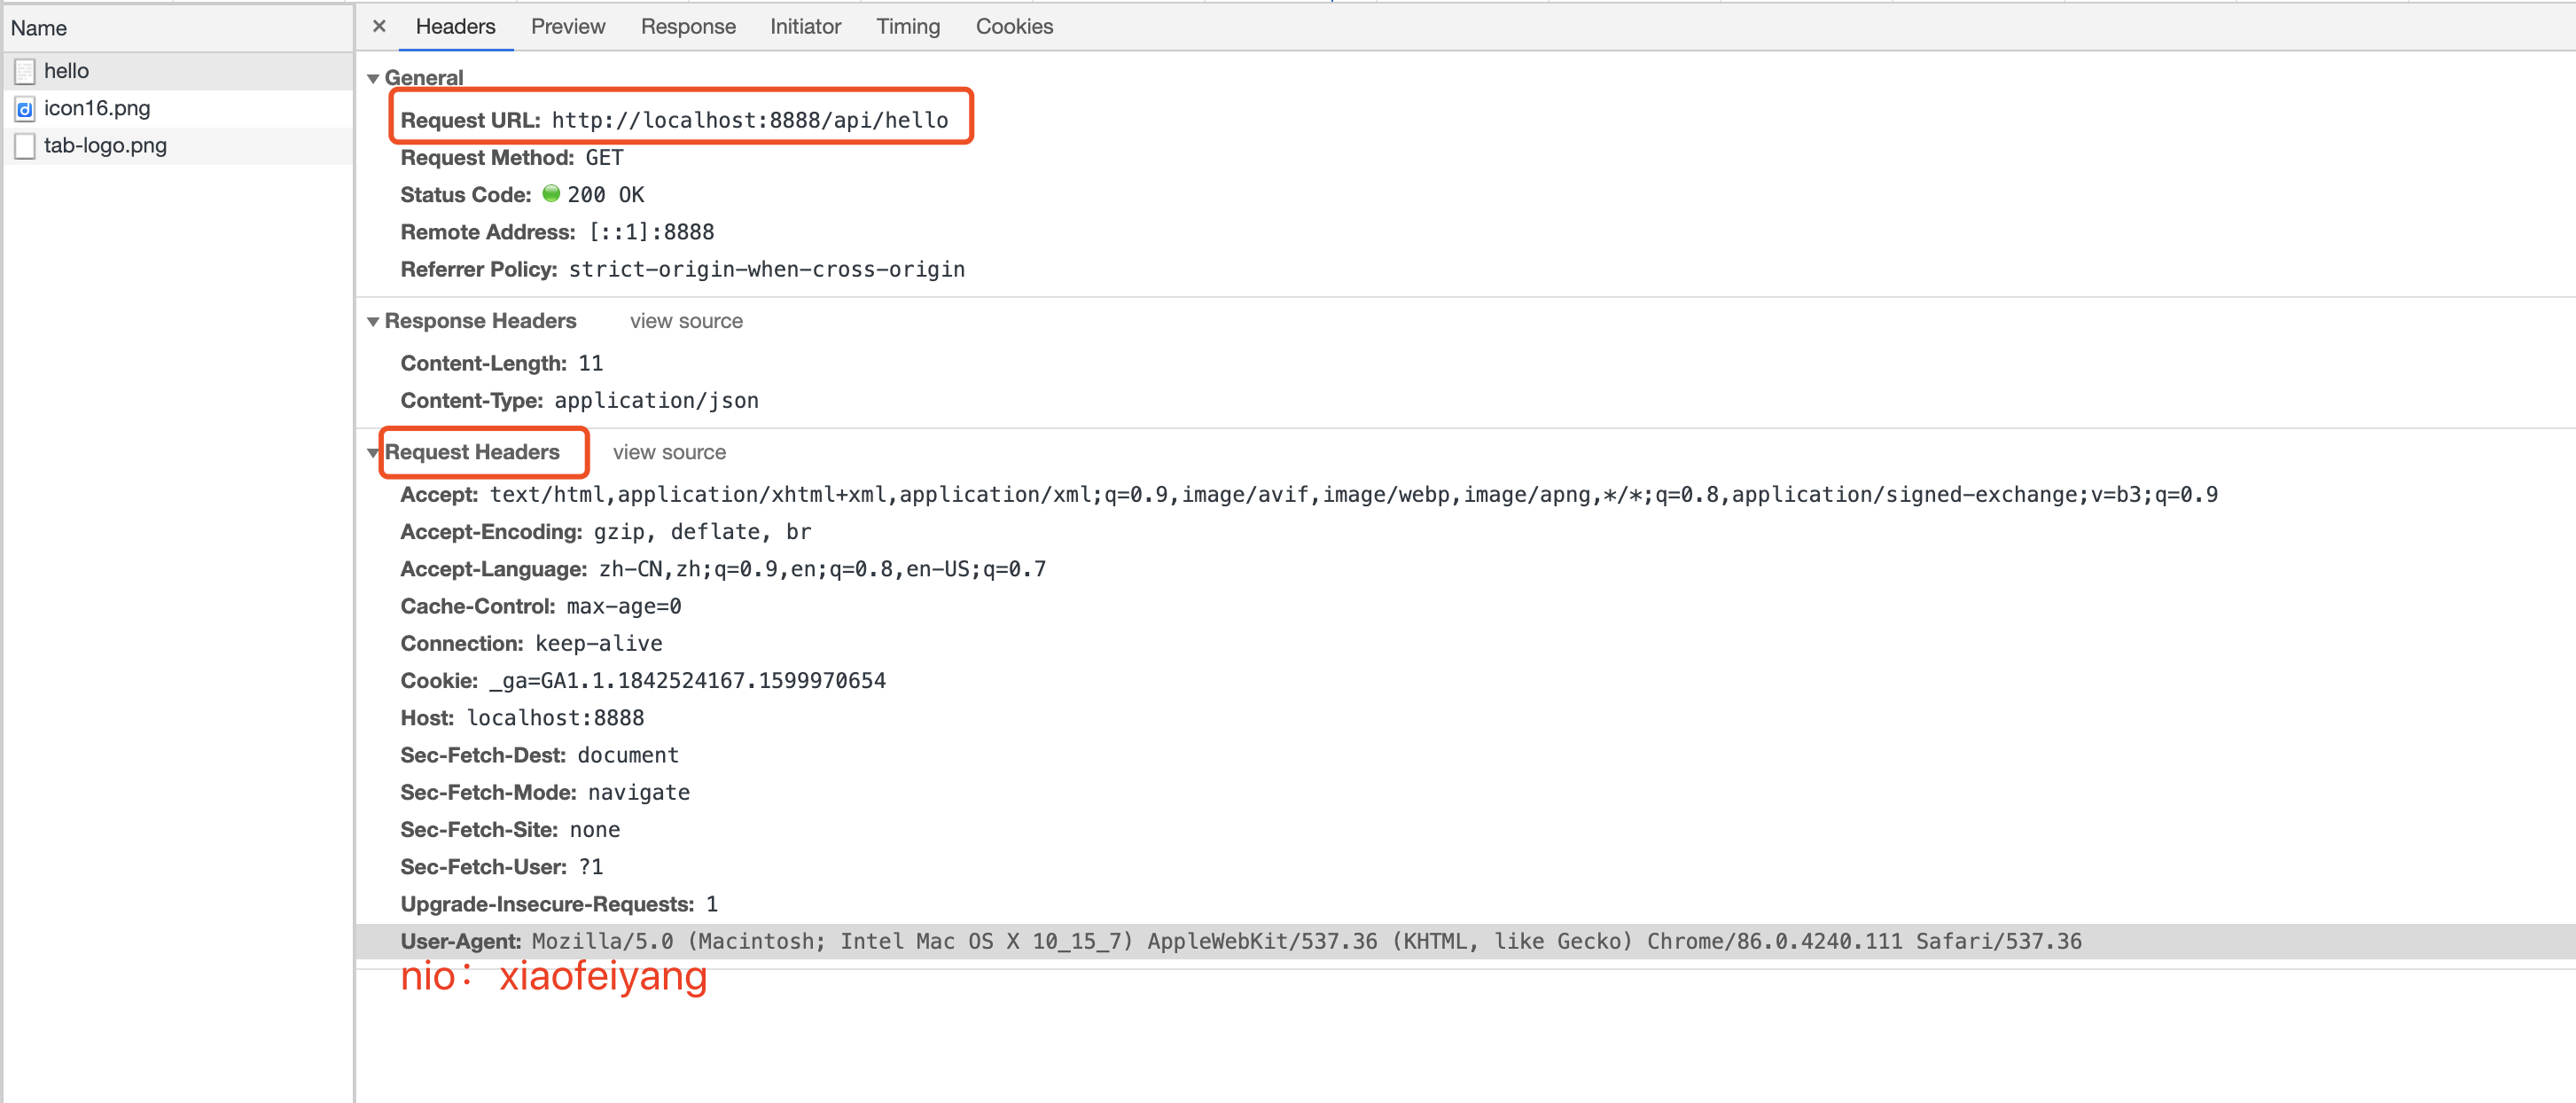 Name
hello
icon16.png
tab-logo.png
× Headers Preview Response Initiator Timing Cookies
General
Request URL: http://localhost:8888/api/hello
Request Method: GET
Status Code: 200 OK
Remote Address: [::1]:8888
Referrer Policy: strict-origin-when-cross-origin
Response Headers view source
Content-Length: 11
Content-Type: application/json
Request Headers view source
Accept: text/html,application/xhtml+xml,application/xml;q=0.9,image/avif,image/webp,image/apng,*/*;q=0.8,application/signed-exchange;v=b3;q=0.9
Accept-Encoding: gzip, deflate, br
Accept-Language: zh-CN,zh;q=0.9,en;q=0.8,en-US;q=0.7
Cache-Control: max-age=0
Connection: keep-alive
Cookie: _ga=GA1.1.1842524167.1599970654
Host: localhost:8888
Sec-Fetch-Dest: document
Sec-Fetch-Mode: navigate
Sec-Fetch-Site: none
Sec-Fetch-User: ?1
Upgrade-Insecure-Requests: 1
User-Agent: Mozilla/5.0 (Macintosh; Intel Mac OS X 10_15_7) AppleWebKit/537.36 (KHTML, like Gecko) Chrome/86.0.4240.111 Safari/537.36
nio： xiaofeiyang